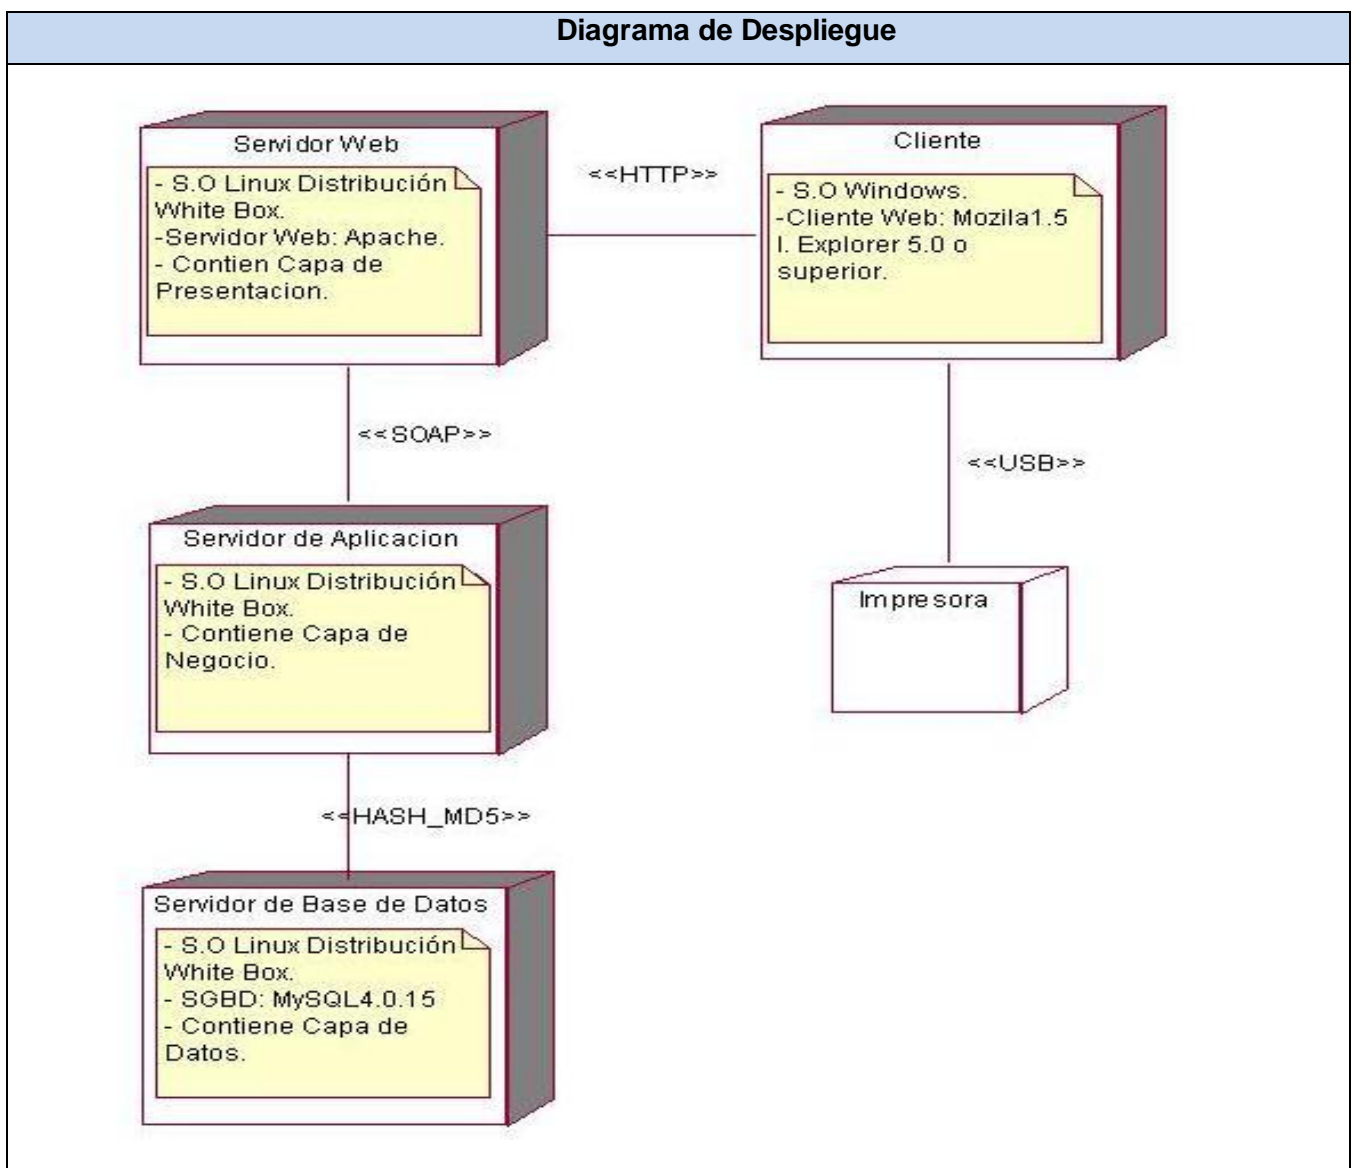 Diagrama de Despliegue
Servidor Web
- S.O Linux Distribución
White Box.
-Servidor Web: Apache.
- Contien Capa de
Presentacion.
<<HTTP>>
Cliente
- S.O Windows.
-Cliente Web: Mozila1.5
I. Explorer 5.0 o
superior.
<<SOAP>>
<<USB>>
Servidor de Aplicacion
- S.O Linux Distribución
White Box.
- Contiene Capa de
Negocio.
Impresora
<<HASH_MD5>>
Servidor de Base de Datos
- S.O Linux Distribución
White Box.
- SGBD: MySQL4.0.15
- Contiene Capa de
Datos.